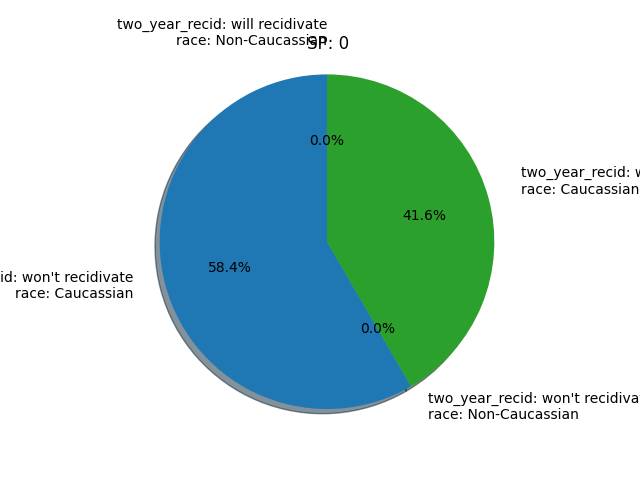 two_year_recid: will recidivate
race: Non-Caucassian
SP: 0
0.0%
two_year_recid:
race: Caucassian
41.6%
58.4%
id: won't recidivate
race: Caucassian
0.0%
two_year_recid: won't recidiva
race: Non-Caucassian